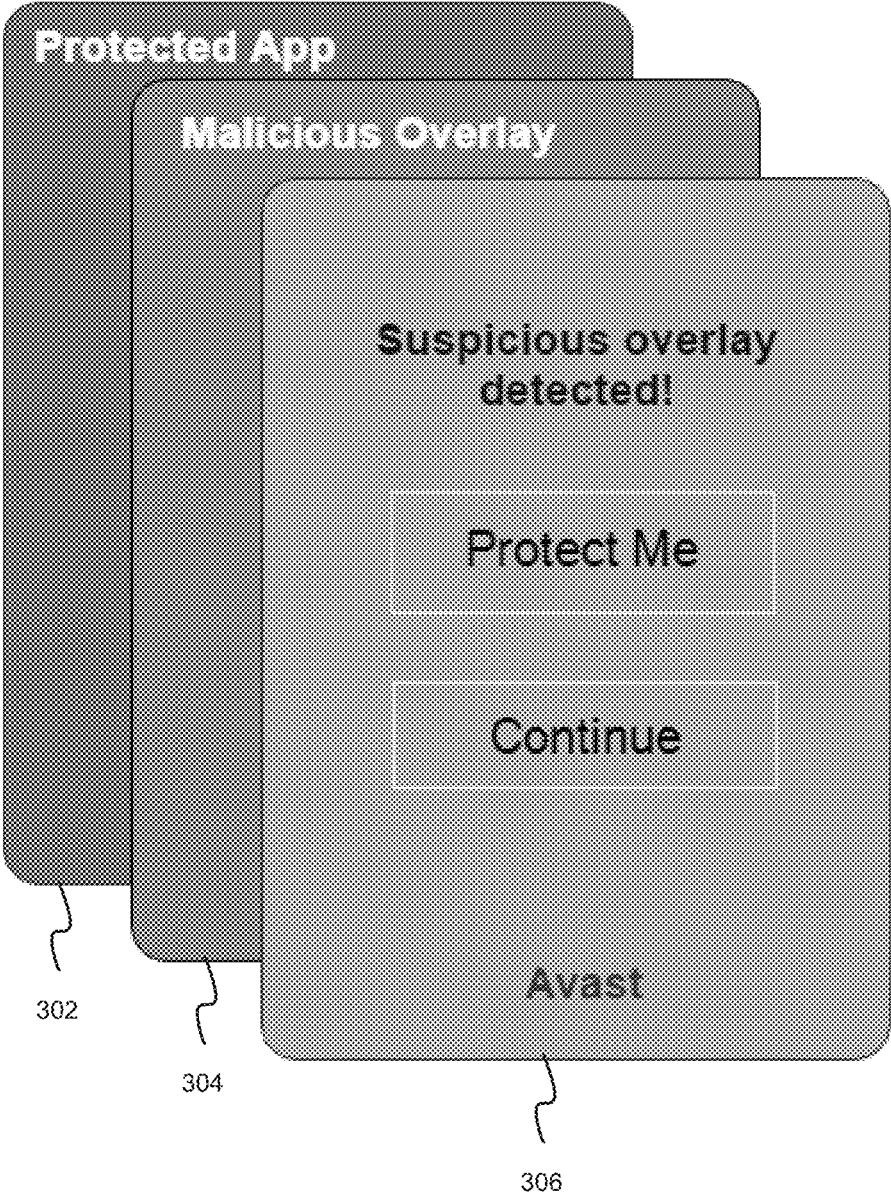 Protected App
Malicious Overlay
Suspicious overlay
detected!
Protect Me
Continue
Avast
302
304
306